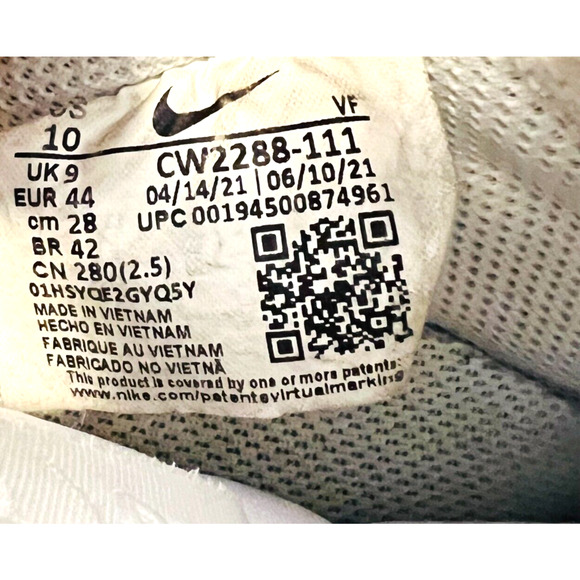 US
10
VF
UK 9
CW2288-111
EUR 44
04/14/21 | 06/10/21
cm 28
UPC 00194500874961
BR 42
CN 280(2.5)
01HSYQE2GYQ5Y
MADE IN VIETNAM
HECHO EN VIETNAM
FABRIQUE AU VIETNAM
FABRICADO NO VIETNÃ
This product is covered by one or more patents:
www.nike.com/patentsvirtualmarking